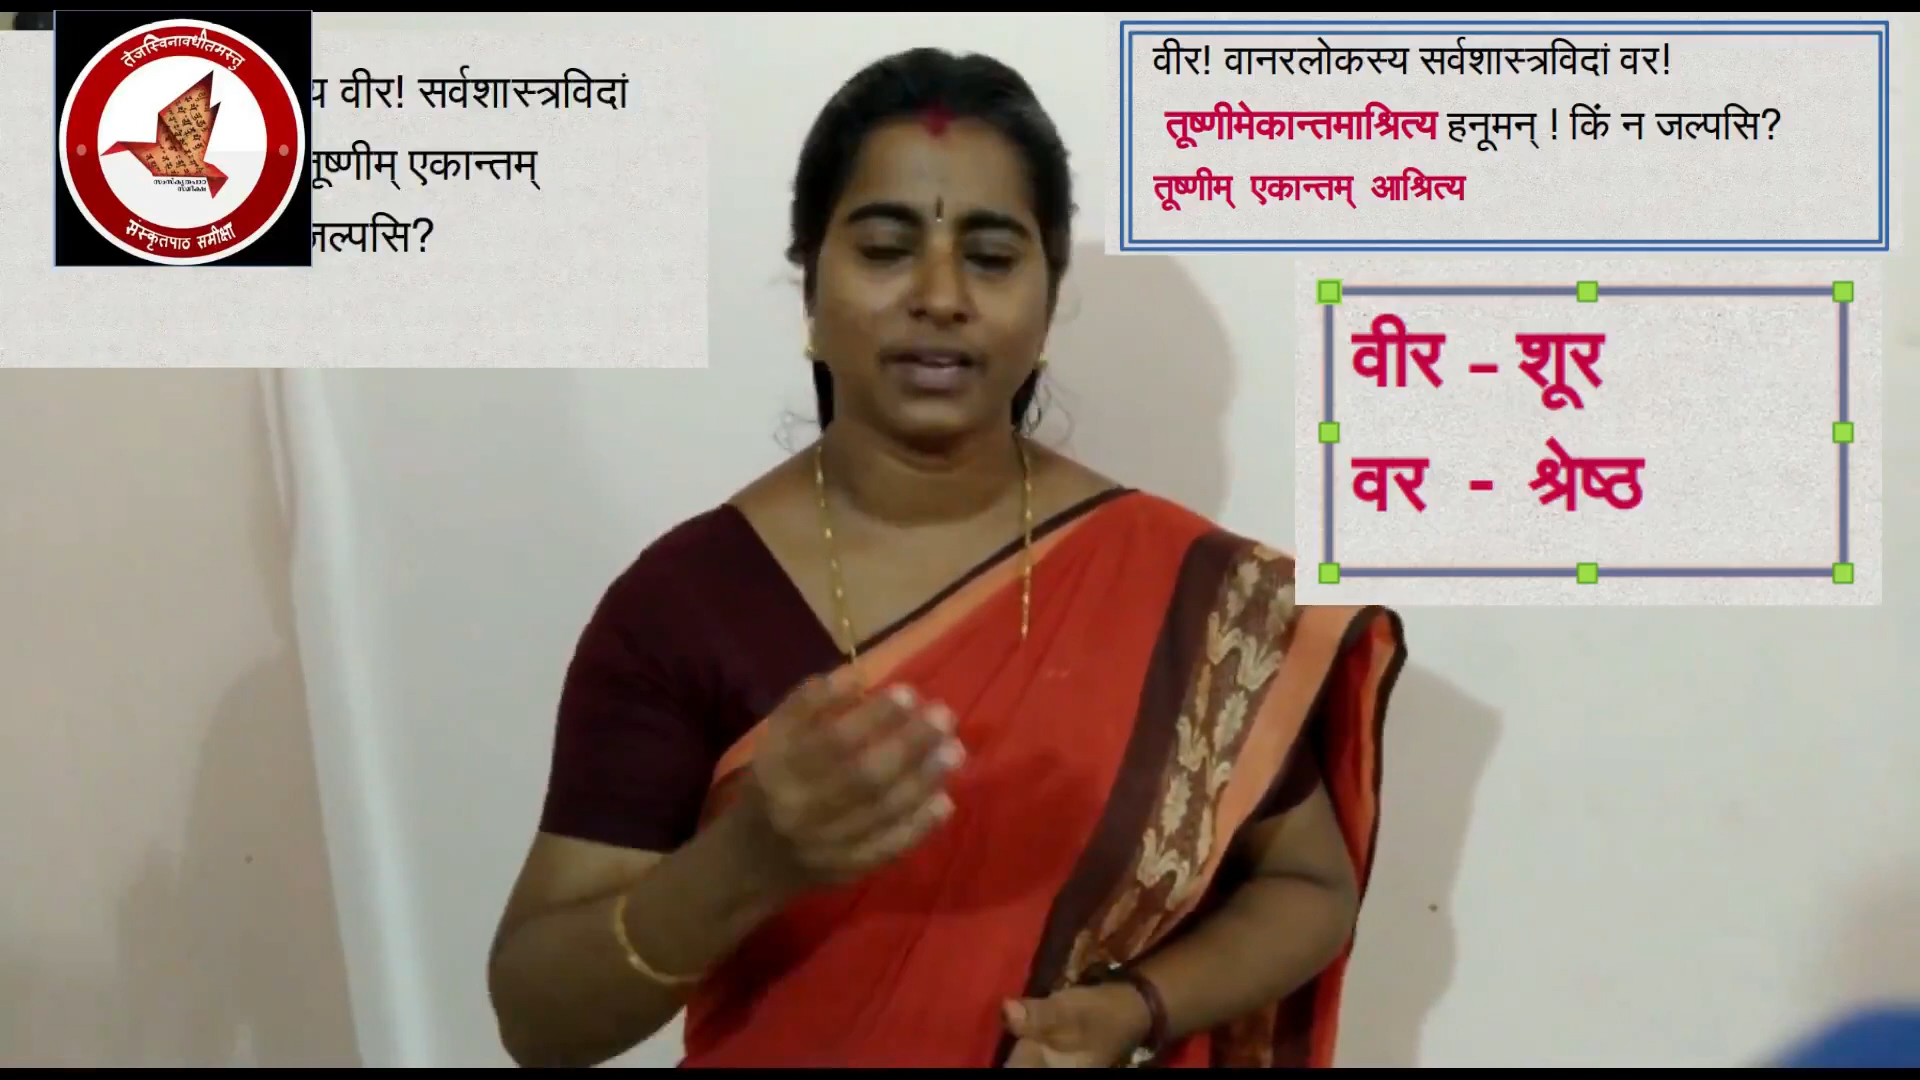 तेजस्विनावधीतमस्तु
संस्कृतपाठ समीक्षा
वीर! सर्वशास्त्रविदां
तूष्णीम् एकान्तम्
जल्पसि?
वीर! वानरलोकस्य सर्वशास्त्रविदां वर!
तूष्णीमेकान्तमाश्रित्य हनूमन् ! किं न जल्पसि?
तूष्णीम् एकान्तम् आश्रित्य
वीर - शूर
वर - श्रेष्ठ